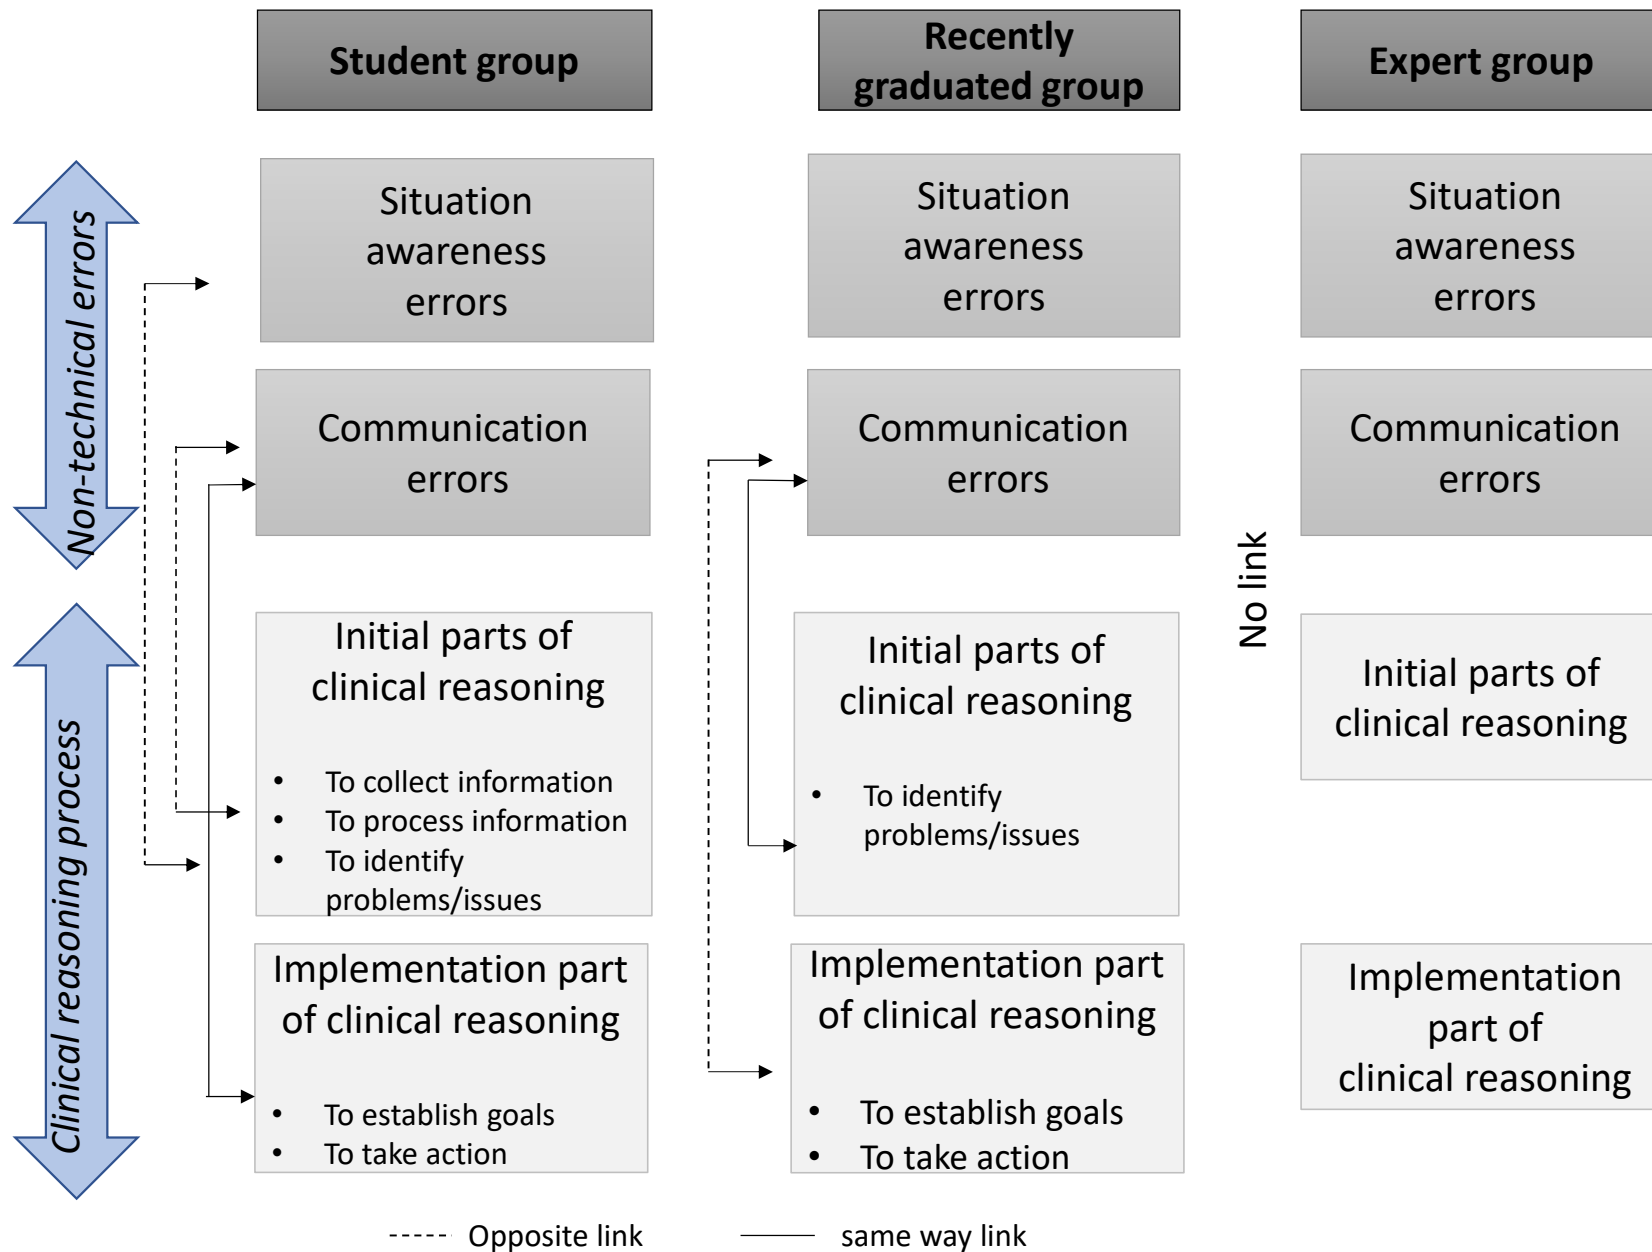 Student group
Recently
graduated group
Expert group
Non-technical errors
Situation
awareness
errors
Situation
awareness
errors
Situation
awareness
errors
Communication
errors
Communication
errors
Communication
errors
No link
Clinical reasoning process
Initial parts of
clinical reasoning
• To collect information
• To process information
• To identify
problems/issues
Initial parts of
clinical reasoning
• To identify
problems/issues
Initial parts of
clinical reasoning
Implementation part
of clinical reasoning
• To establish goals
• To take action
Implementation part
of clinical reasoning
• To establish goals
• To take action
Implementation
part of
clinical reasoning
Opposite link
same way link